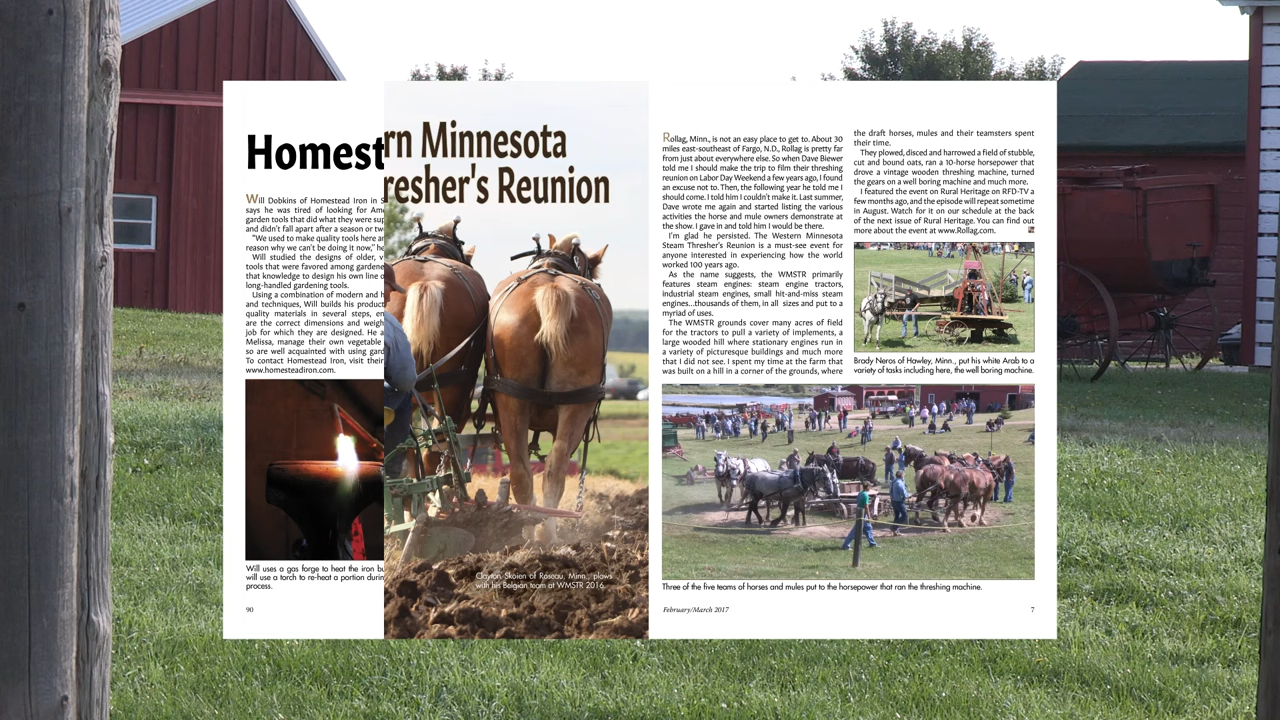 Homest
Will Dobkins of Homestead Iron in S
says he was tired of looking for Ame
garden tools that did what they were sup
and didn't fall apart after a season or tw
"We used to make quality tools here an
reason why we can't be doing it now," he
Will studied the designs of older, v
tools that were favored among gardene
that knowledge to design his own line o
long-handled gardening tools.
Using a combination of modern and h
and techniques, Will builds his product
quality materials in several steps, en
are the correct dimensions and weigh
job for which they are designed. He a
Melissa, manage their own vegetable
so are well acquainted with using gard
To contact Homestead Iron, visit their
www.homesteadiron.com.
Will uses a gas forge to heat the iron bu
will use a torch to re-heat a portion durin
process.
90
rn Minnesota
resher's Reunion
Clayton Skoien of Roseau, Minn., plows
with his Belgian team at WMSTR 2016.
Rollag, Minn., is not an easy place to get to. About 30
miles east-southeast of Fargo, N.D., Rollag is pretty far
from just about everywhere else. So when Dave Biewer
told me I should make the trip to film their threshing
reunion on Labor Day Weekend a few years ago, I found
an excuse not to. Then, the following year he told me I
should come. I told him I couldn't make it. Last summer,
Dave wrote me again and started listing the various
activities the horse and mule owners demonstrate at
the show. I gave in and told him I would be there.
I'm glad he persisted. The Western Minnesota
Steam Thresher's Reunion is a must-see event for
anyone interested in experiencing how the world
worked 100 years ago.
As the name suggests, the WMSTR primarily
features steam engines: steam engine tractors,
industrial steam engines, small hit-and-miss steam
engines...thousands of them, in all sizes and put to a
myriad of uses.
The WMSTR grounds cover many acres of field
for the tractors to pull a variety of implements, a
large wooded hill where stationary engines run in
a variety of picturesque buildings and much more
that I did not see. I spent my time at the farm that
was built on a hill in a corner of the grounds, where
the draft horses, mules and their teamsters spent
their time.
They plowed, disced and harrowed a field of stubble,
cut and bound oats, ran a 10-horse horsepower that
drove a vintage wooden threshing machine, turned
the gears on a well boring machine and much more.
I featured the event on Rural Heritage on RFD-TV a
few months ago, and the episode will repeat sometime
in August. Watch for it on our schedule at the back
of the next issue of Rural Heritage. You can find out
more about the event at www.Rollag.com.
Brady Neros of Hawley, Minn., put his white Arab to a
variety of tasks including here, the well boring machine.
Three of the five teams of horses and mules put to the horsepower that ran the threshing machine.
February/March 2017
7